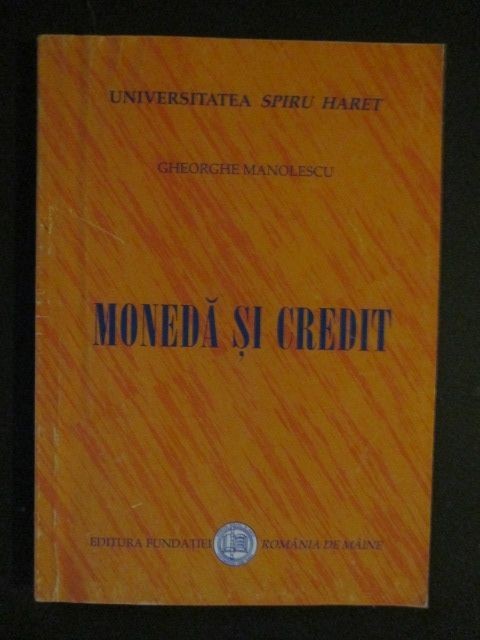 UNIVERSITATEA SPIRU HARET
GHEORGHE MANOLESCU
MONEDĂ ȘI CREDIT
EDITURA FUNDAȚIEI ROMÂNIA DE MÂINE